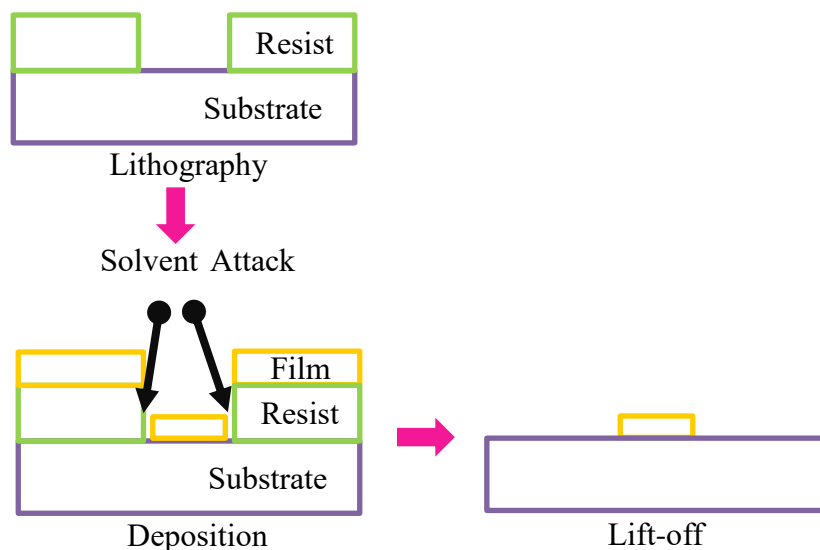 Resist
Substrate
Lithography
Solvent Attack
Film
Resist
Substrate
Deposition
Lift-off